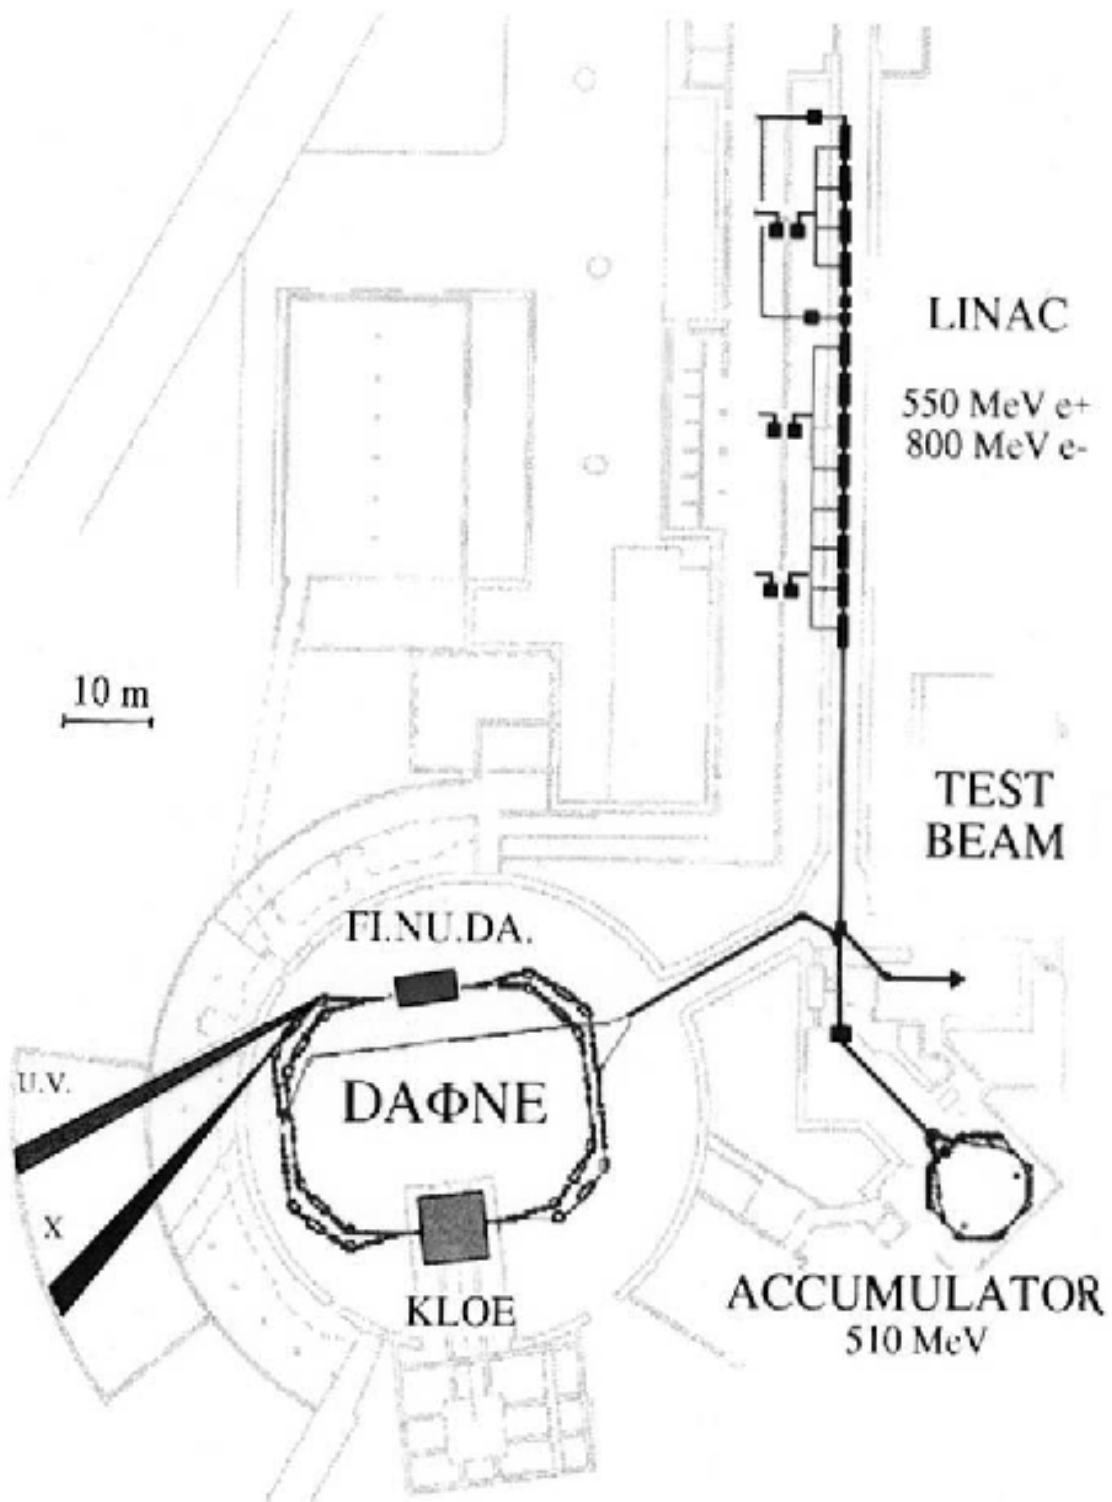 LINAC
550 MeV e+
800 MeV e-
10 m
TEST
BEAM
FI.NU.DA.
U.V.
DAΦNE
X
KLOE
ACCUMULATOR
510 MeV